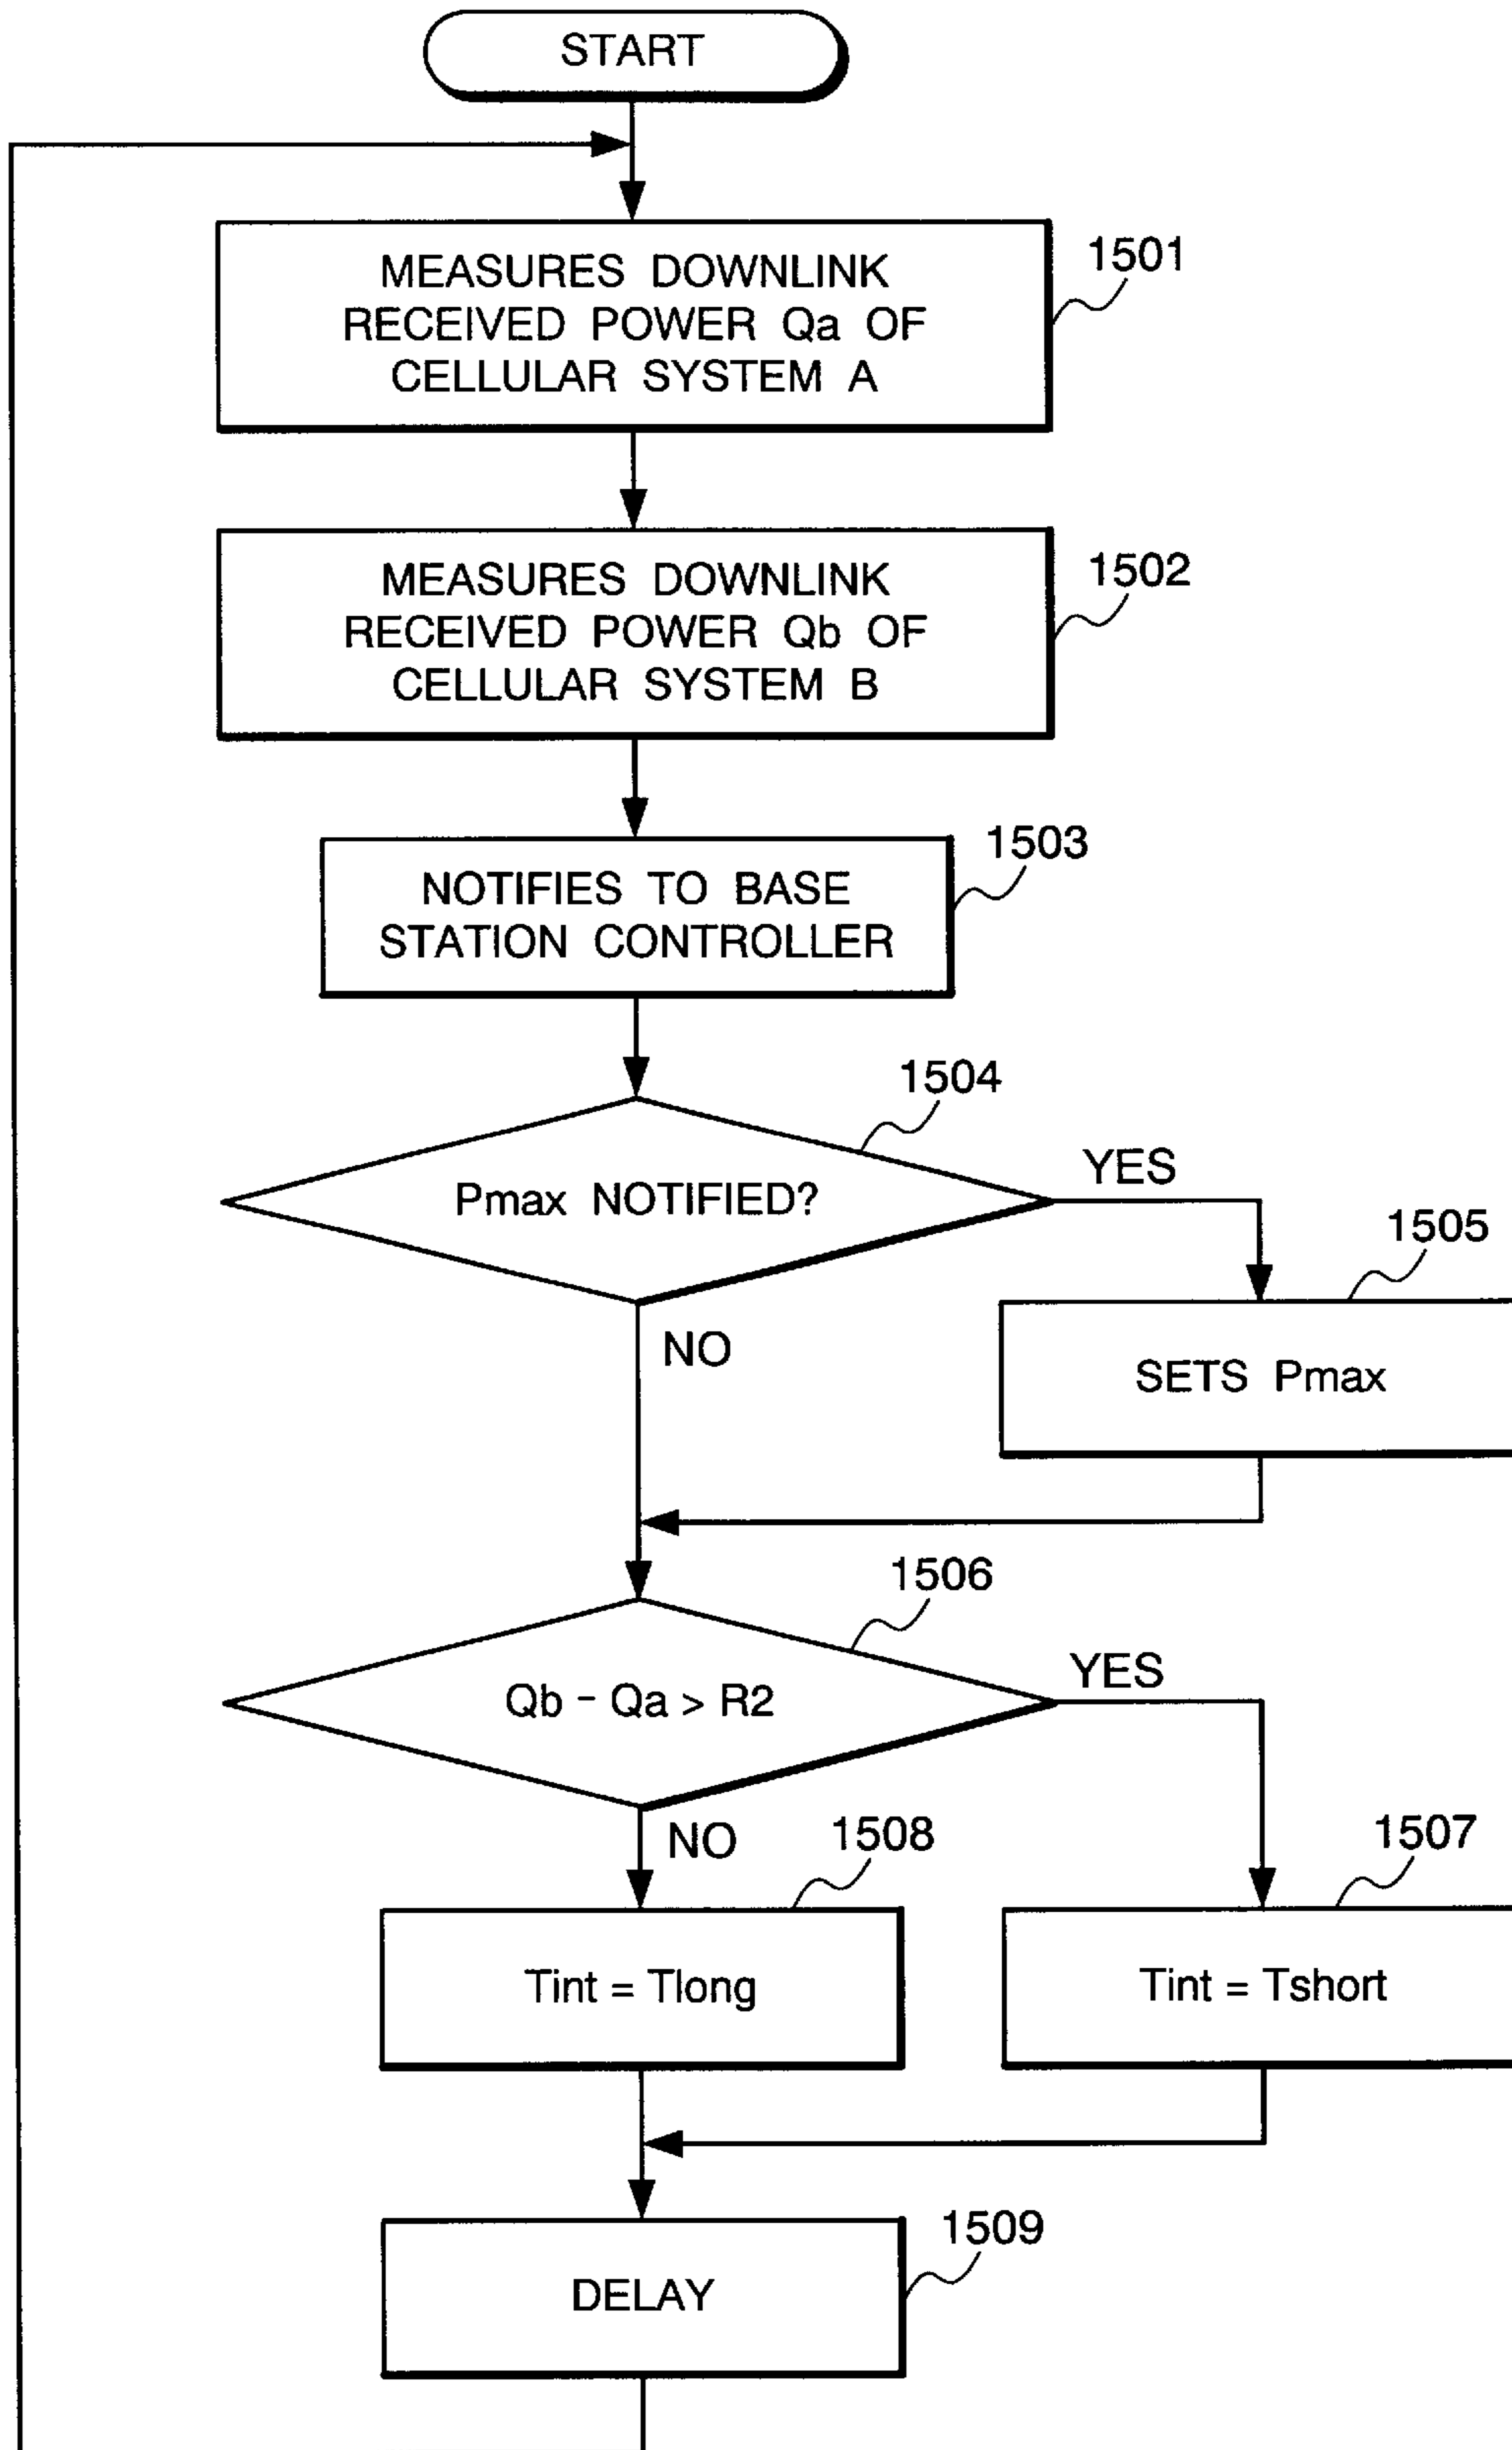 START
MEASURES DOWNLINK
RECEIVED POWER Qa OF
CELLULAR SYSTEM A
1501
MEASURES DOWNLINK
RECEIVED POWER Qb OF
CELLULAR SYSTEM B
1502
NOTIFIES TO BASE
STATION CONTROLLER
1503
Pmax NOTIFIED?
1504
YES
NO
SETS Pmax
1505
Qb - Qa > R2
1506
YES
NO
Tint = Tlong
1508
Tint = Tshort
1507
DELAY
1509